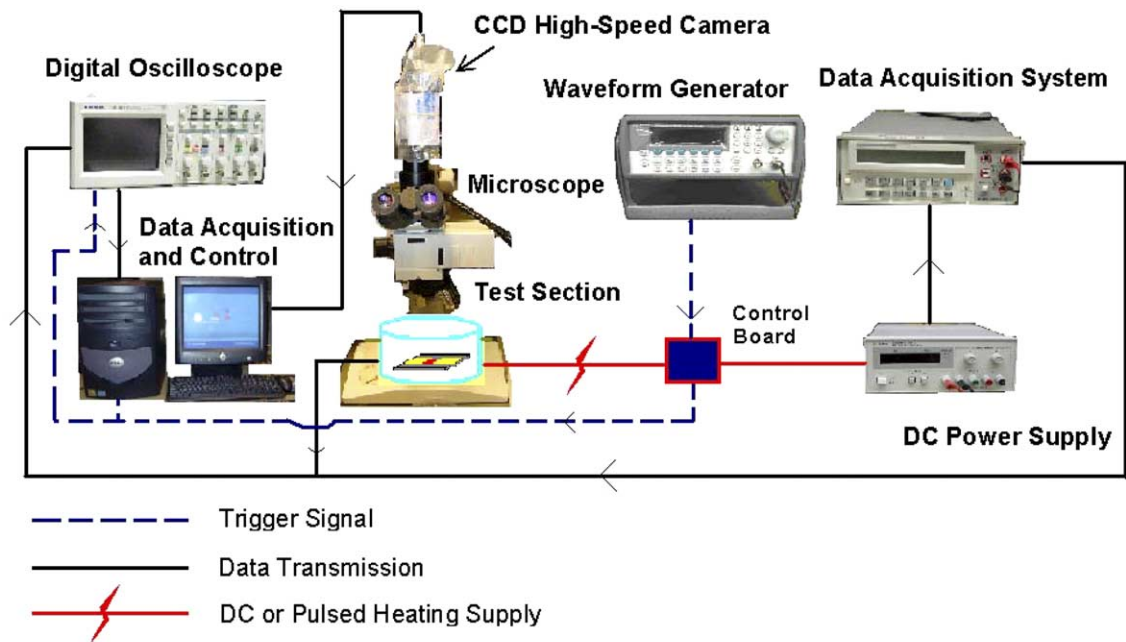 CCD High-Speed Camera
Digital Oscilloscope
Waveform Generator
Data Acquisition System
Microscope
Data Acquisition
and Control
Test Section
Control
Board
DC Power Supply
Trigger Signal
Data Transmission
DC or Pulsed Heating Supply